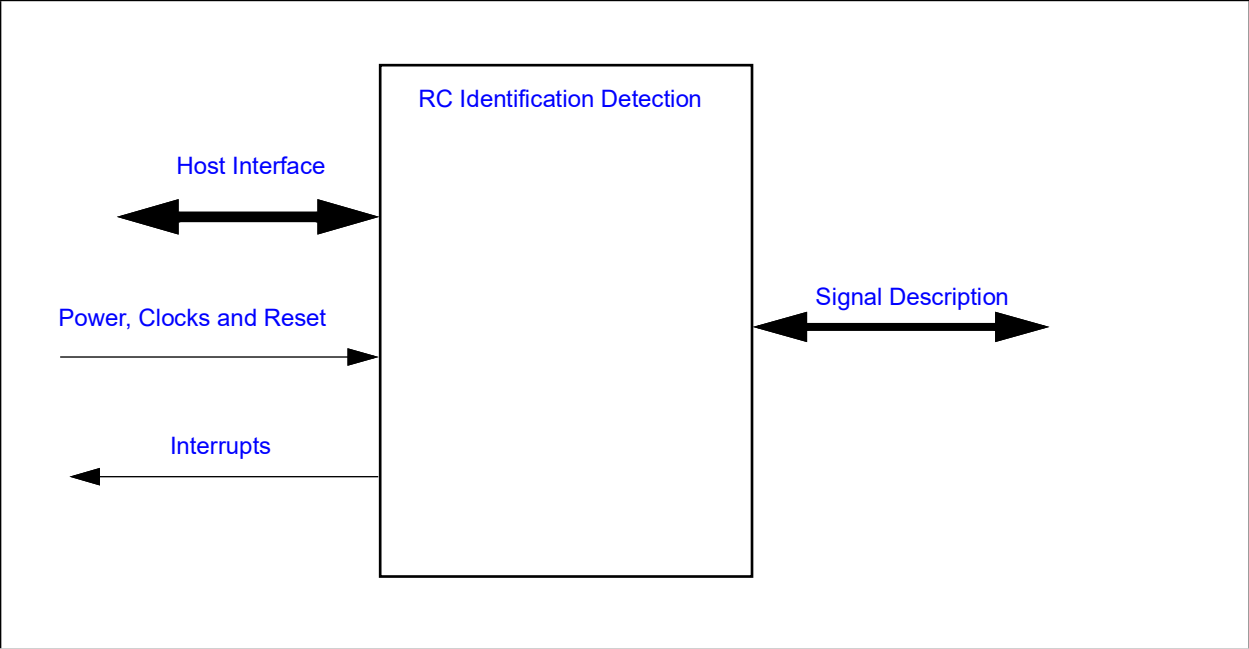 RC Identification Detection
Host Interface
Signal Description
Power, Clocks and Reset
Interrupts